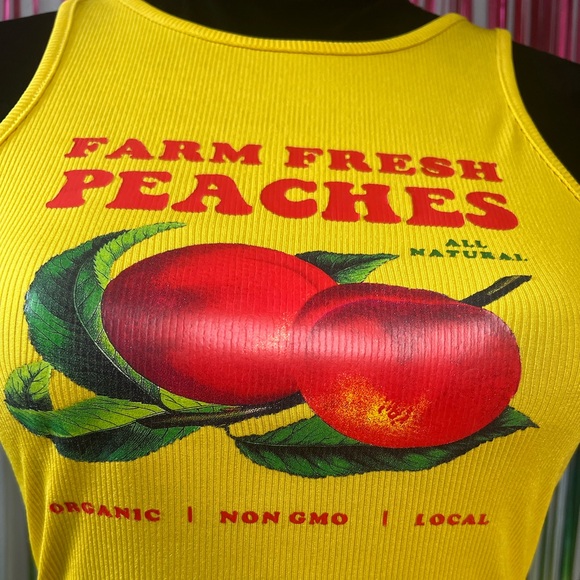 FARM FRESH
PEACHES
ALL
NATURAL
ORGANIC | NON GMO | LOCAL